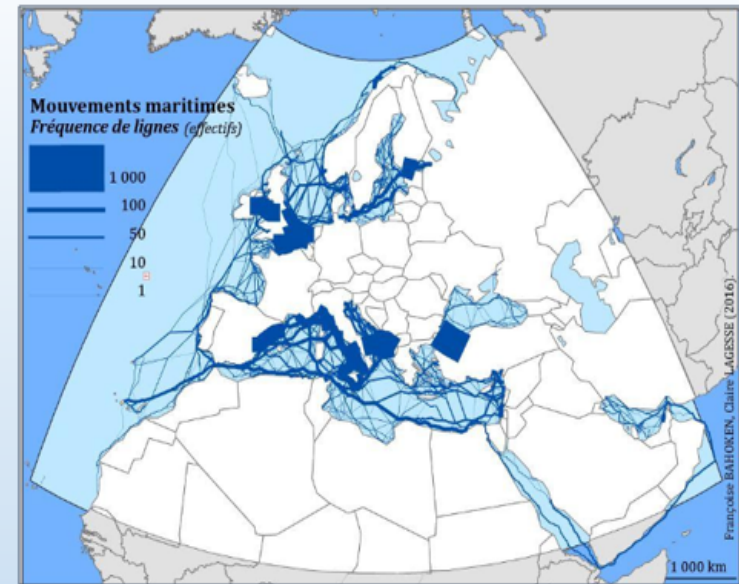 Mouvements maritimes
Fréquence de lignes (effectifs)
1 000
100
50
10
1
Françoise BAHOKEN, Claire LAGESSE (2016).
1 000 km